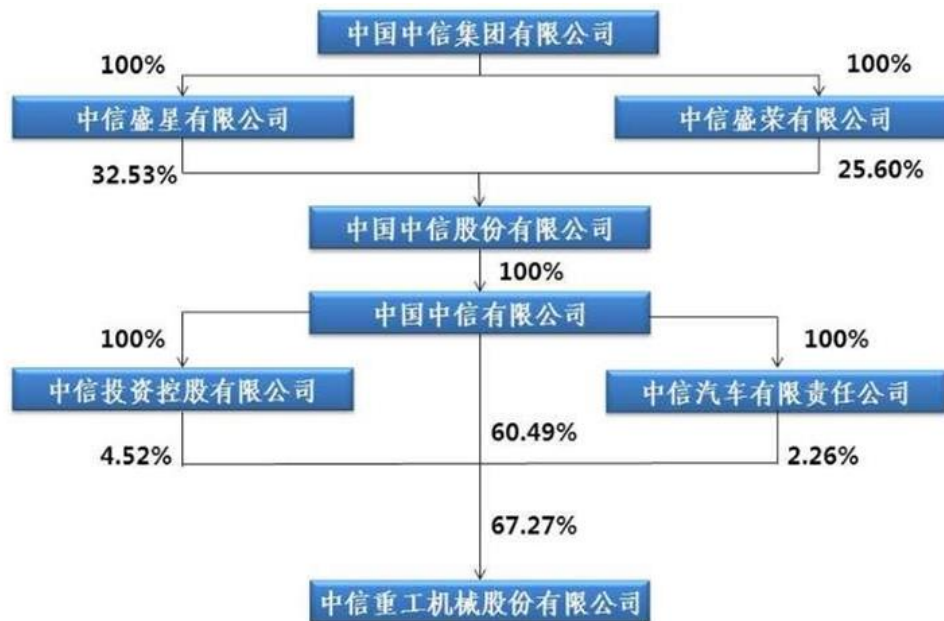 中国中信集团有限公司
100%
100%
中信盛星有限公司
中信盛荣有限公司
32.53%
25.60%
中国中信股份有限公司
100%
中国中信有限公司
100%
100%
中信投资控股有限公司
中信汽车有限责任公司
4.52%
60.49%
2.26%
67.27%
中信重工机械股份有限公司